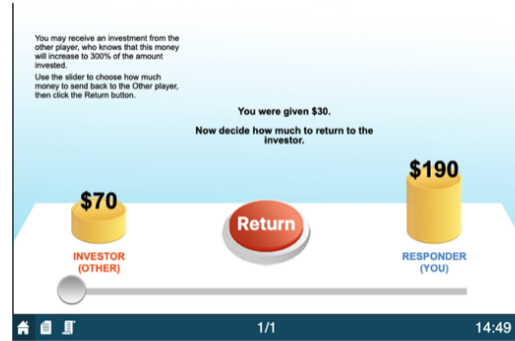 You may receive an investment from the
other player, who knows that this money
will increase to 300% of the amount
invested.
Use the slider to choose how much
money to send back to the Other player,
then click the Return button.
You were given $30.
Now decide how much to return to the
investor.
$70
$190
Return
INVESTOR
(OTHER)
RESPONDER
(YOU)
1/1
14:49